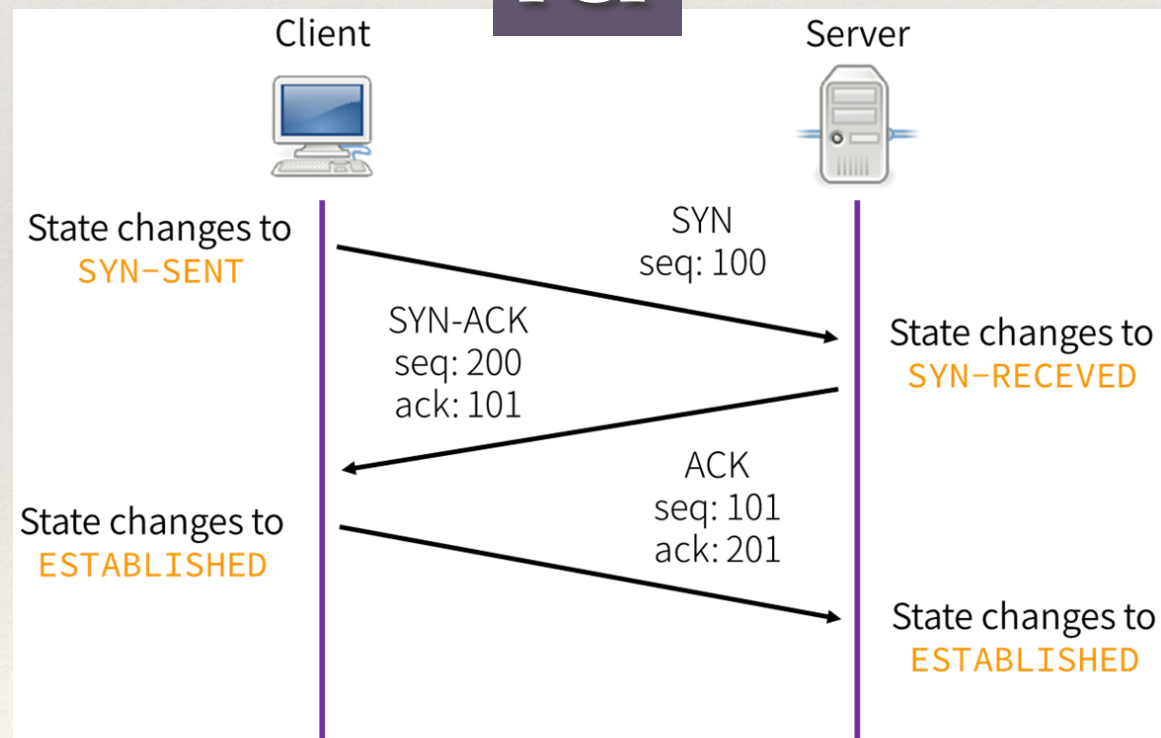 Client
Server
State changes to
SYN-SENT
SYN
seq: 100
SYN-ACK
seq: 200
ack: 101
State changes to
SYN-RECEVED
ACK
seq: 101
ack: 201
State changes to
ESTABLISHED
State changes to
ESTABLISHED